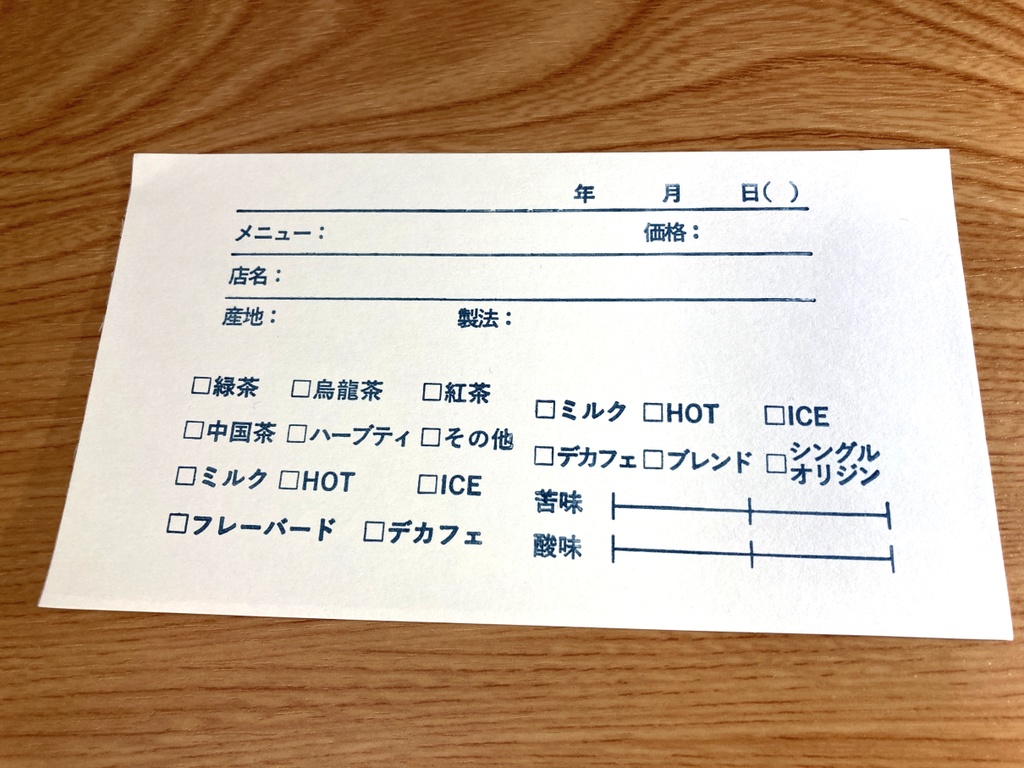 年 月 日( )
メニュー： 価格：
店名：
産地： 製法：
□緑茶 □烏龍茶 □紅茶
□中国茶 □ハーブティ □その他
□ミルク □HOT □ICE
□フレーバード □デカフェ
□ミルク □HOT □ICE
□デカフェ □ブレンド □シングル
オリジン
苦味
酸味